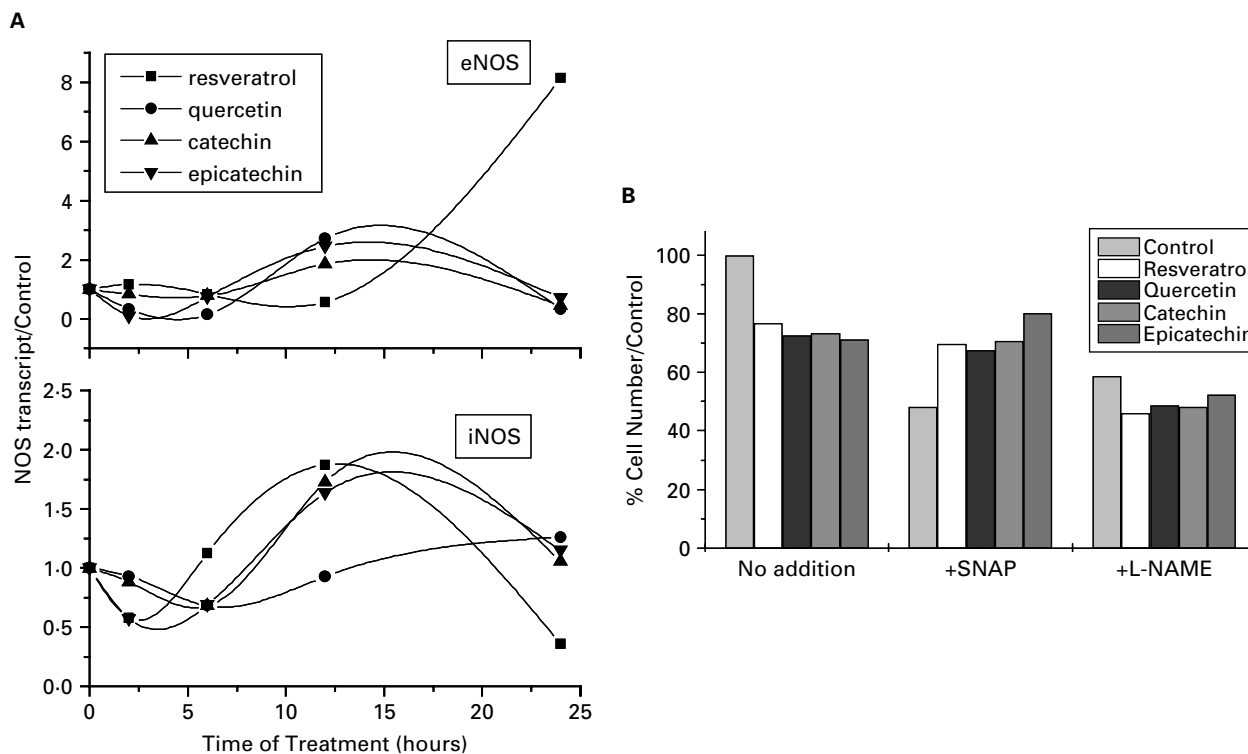 A
eNOS
resveratrol
quercetin
catechin
epicatechin
8
6
4
2
0
NOS transcript/Control
iNOS
2·5
2·0
1·5
1·0
0·5
0·0
0 5 10 15 20 25
Time of Treatment (hours)
B
Control
Resveratro
Quercetin
Catechin
Epicatechin
100
80
60
40
20
0
% Cell Number/Control
No addition +SNAP +L-NAME